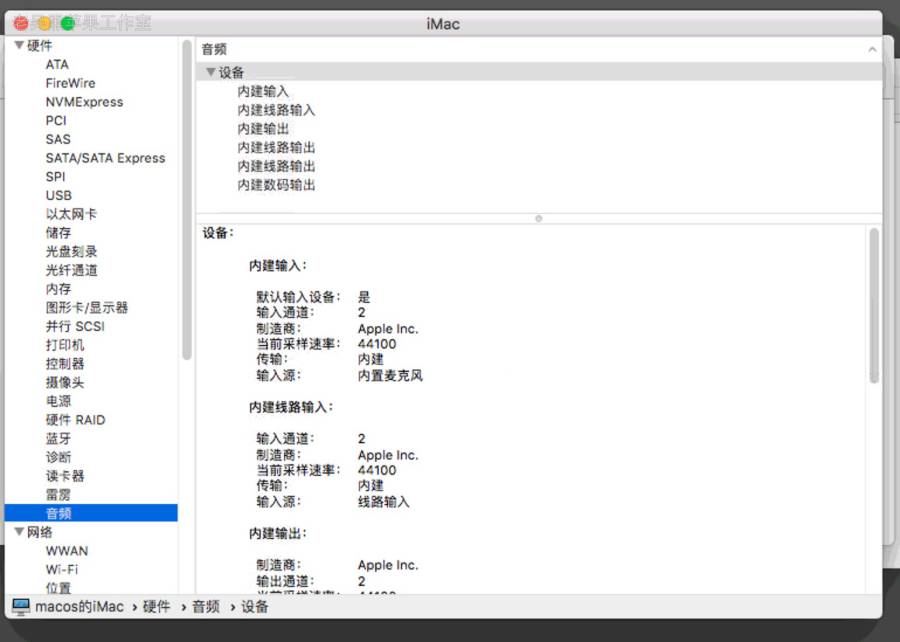 苹果工作室
iMac
硬件
ATA
FireWire
NVMExpress
PCI
SAS
SATA/SATA Express
SPI
USB
以太网卡
储存
光盘刻录
光纤通道
内存
图形卡/显示器
并行 SCSI
打印机
控制器
摄像头
电源
硬件 RAID
蓝牙
诊断
读卡器
雷雳
音频
网络
WWAN
Wi-Fi
位置
音频
设备
内建输入
内建线路输入
内建输出
内建线路输出
内建线路输出
内建数码输出
设备：
内建输入：
默认输入设备： 是
输入通道： 2
制造商： Apple Inc.
当前采样速率： 44100
传输： 内建
输入源： 内置麦克风
内建线路输入：
输入通道： 2
制造商： Apple Inc.
当前采样速率： 44100
传输： 内建
输入源： 线路输入
内建输出：
制造商： Apple Inc.
输出通道： 2
当前采样速率： 44100
macos的iMac › 硬件 › 音频 › 设备